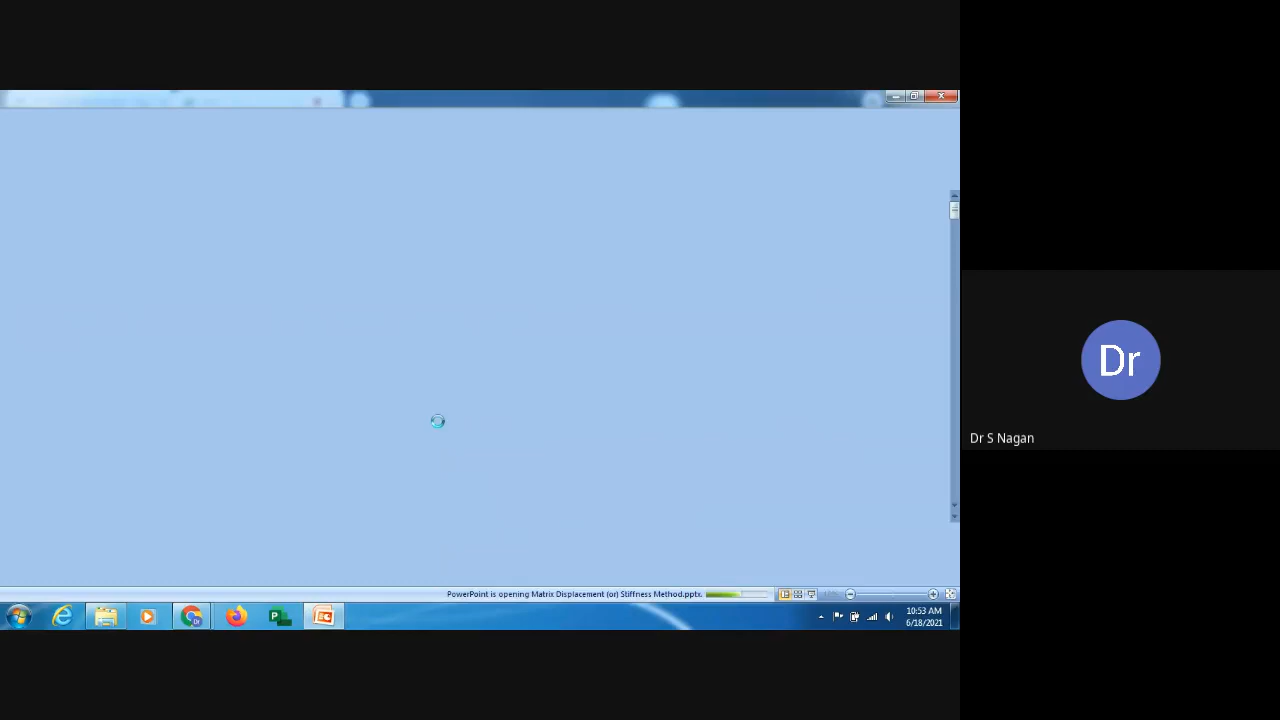 Dr
Dr S Nagan
PowerPoint is opening Matrix Displacement (or) Stiffness Method.pptx.
10:53 AM
6/18/2021